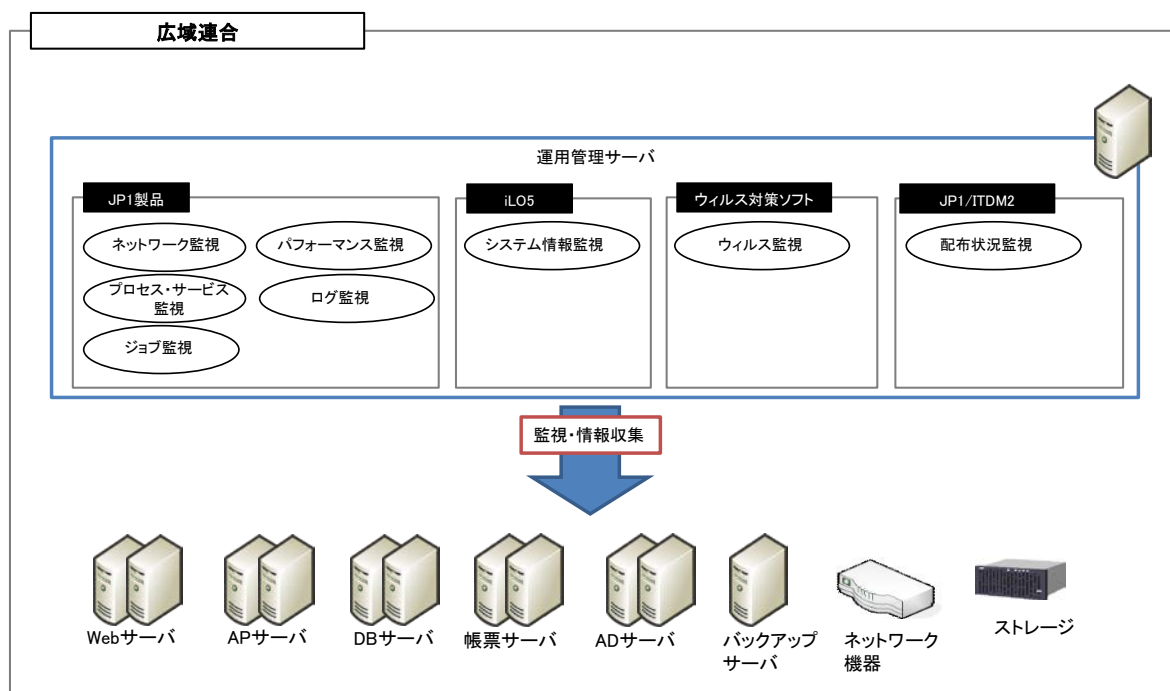 広域連合
運用管理サーバ
JP1製品
ネットワーク監視
パフォーマンス監視
プロセス・サービス
監視
ログ監視
ジョブ監視
iLO5
システム情報監視
ウィルス対策ソフト
ウィルス監視
JP1/ITDM2
配布状況監視
監視・情報収集
Webサーバ
APサーバ
DBサーバ
帳票サーバ
ADサーバ
バックアップ
サーバ
ネットワーク
機器
ストレージ